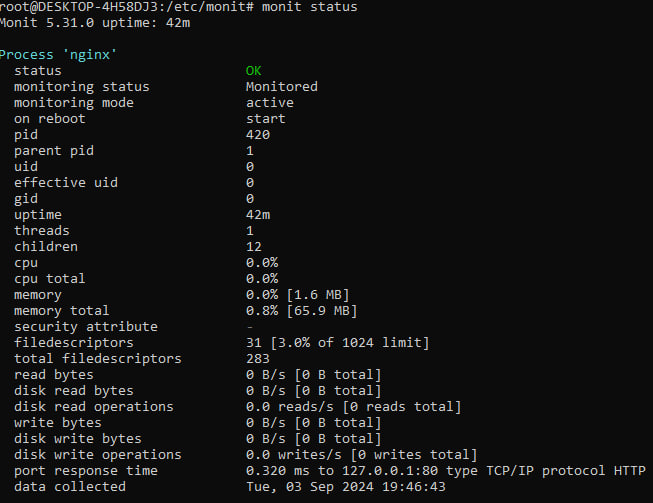 root@DESKTOP-4H58DJ3:/etc/monit# monit status
Monit 5.31.0 uptime: 42m
Process 'nginx'
status OK
monitoring status Monitored
monitoring mode active
on reboot start
pid 420
parent pid 1
uid 0
effective uid 0
gid 0
uptime 42m
threads 1
children 12
cpu 0.0%
cpu total 0.0%
memory 0.0% [1.6 MB]
memory total 0.8% [65.9 MB]
security attribute -
filedescriptors 31 [3.0% of 1024 limit]
total filedescriptors 283
read bytes 0 B/s [0 B total]
disk read bytes 0 B/s [0 B total]
disk read operations 0.0 reads/s [0 reads total]
write bytes 0 B/s [0 B total]
disk write bytes 0 B/s [0 B total]
disk write operations 0.0 writes/s [0 writes total]
port response time 0.320 ms to 127.0.0.1:80 type TCP/IP protocol HTTP
data collected Tue, 03 Sep 2024 19:46:43